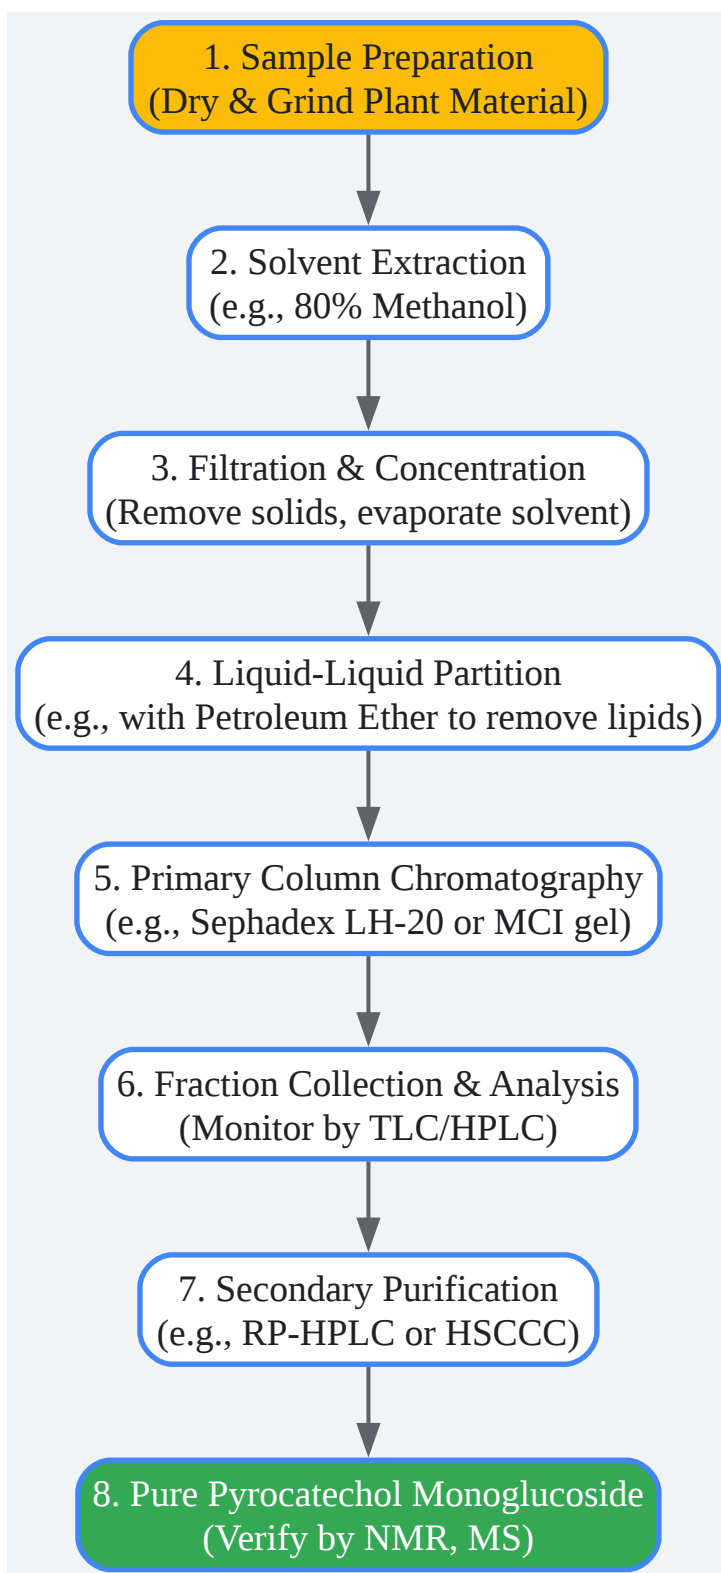 1. Sample Preparation
(Dry & Grind Plant Material)
2. Solvent Extraction
(e.g., 80% Methanol)
3. Filtration & Concentration
(Remove solids, evaporate solvent)
4. Liquid-Liquid Partition
(e.g., with Petroleum Ether to remove lipids)
5. Primary Column Chromatography
(e.g., Sephadex LH-20 or MCI gel)
6. Fraction Collection & Analysis
(Monitor by TLC/HPLC)
7. Secondary Purification
(e.g., RP-HPLC or HSCCC)
8. Pure Pyrocatechol Monoglucoside
(Verify by NMR, MS)